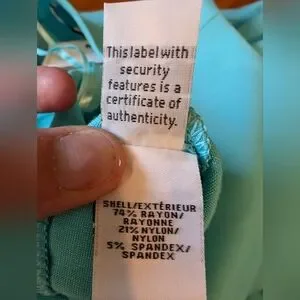 This label with
security
features is a
certificate of
authenticity.
SHELL/EXTÉRIEUR
74% RAYON/
RAYONNE
21% NYLON/
NYLON
5% SPANDEX/
SPANDEX